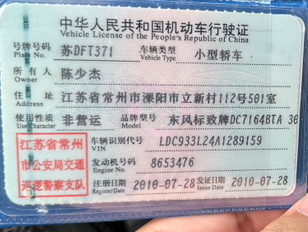 中华人民共和国机动车行驶证
Vehicle License of the People's Republic of China
号牌号码 苏DFT371 车辆类型 小型轿车
Plate No. Vehicle Type
所有人 陈少杰
Owner
住址 江苏省常州市溧阳市立新村112号501室
Address
使用性质 非营运 品牌型号 东风标致牌DC7164BTA
Use Character Model
江苏省常州
市公安局交通
巡逻警察支队
车辆识别代号 LDC933L24A1289159
VIN
发动机号码 8653476
Engine No.
注册日期 2010-07-28 发证日期 2010-07-28
Register Date Issue Date